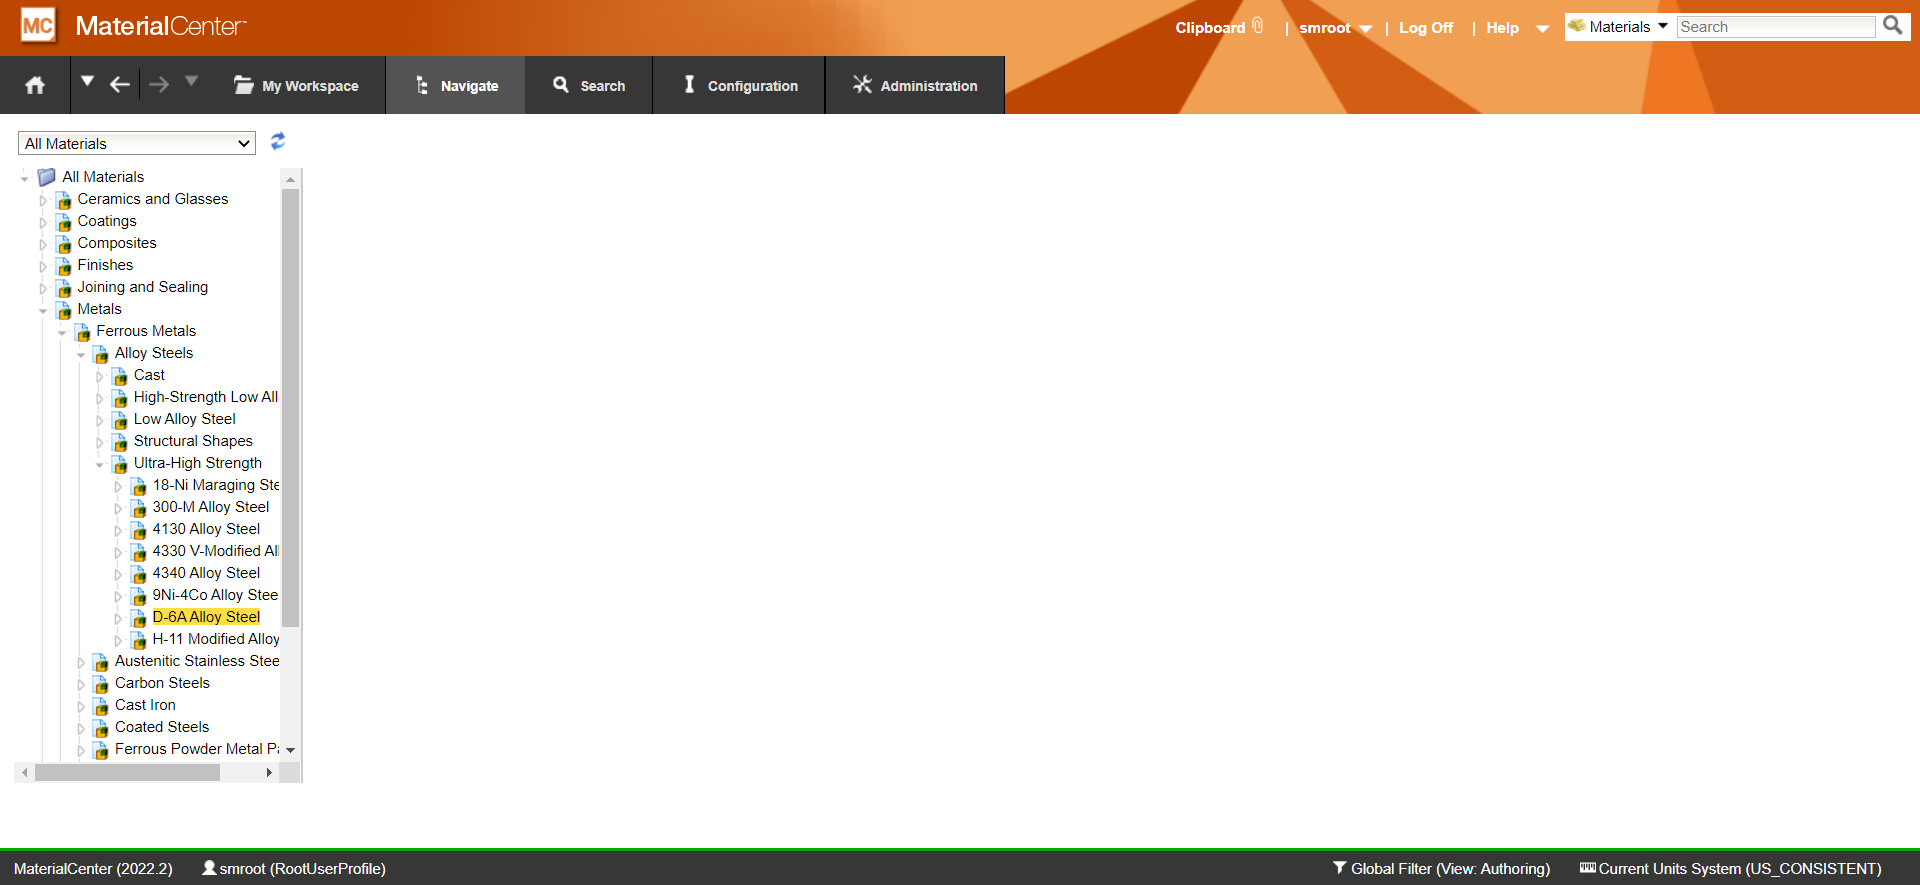 MC MaterialCenter
Clipboard | smroot | Log Off | Help
Materials Search
My Workspace
Navigate
Search
Configuration
Administration
All Materials
All Materials
Ceramics and Glasses
Coatings
Composites
Finishes
Joining and Sealing
Metals
Ferrous Metals
Alloy Steels
Cast
High-Strength Low All
Low Alloy Steel
Structural Shapes
Ultra-High Strength
18-Ni Maraging Ste
300-M Alloy Steel
4130 Alloy Steel
4330 V-Modified Al
4340 Alloy Steel
9Ni-4Co Alloy Stee
D-6A Alloy Steel
H-11 Modified Alloy
Austenitic Stainless Stee
Carbon Steels
Cast Iron
Coated Steels
Ferrous Powder Metal Pa
MaterialCenter (2022.2) smroot (RootUserProfile) Global Filter (View: Authoring) Current Units System (US_CONSISTENT)